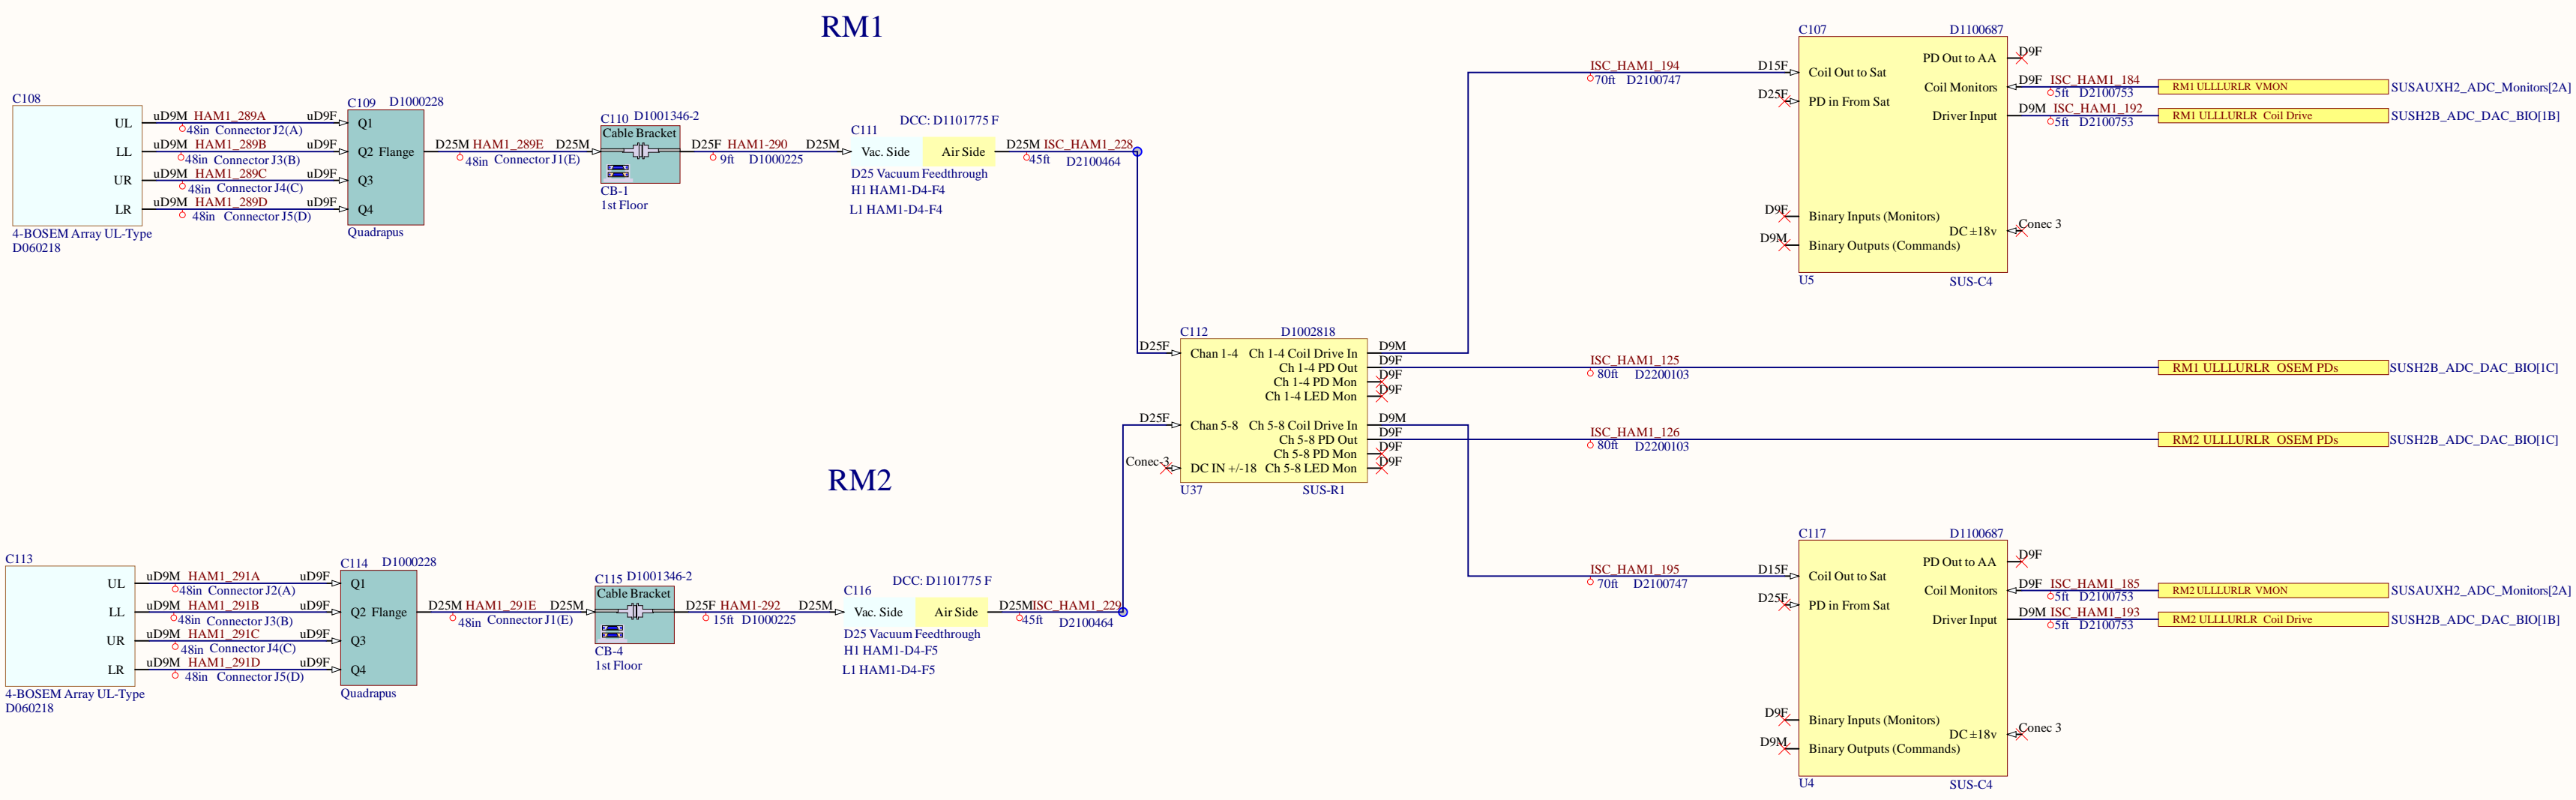 RM1
C108
UL
LL
UR
LR
4-BOSEM Array UL-Type
D060218
uD9M HAM1_289A uD9F
48in Connector J2(A)
uD9M HAM1_289B uD9F
48in Connector J3(B)
uD9M HAM1_289C uD9F
48in Connector J4(C)
uD9M HAM1_289D uD9F
48in Connector J5(D)
C109 D1000228
Q1
Q2 Flange
Q3
Q4
Quadrapus
D25M HAM1_289E D25M
48in Connector J1(E)
C110 D1001346-2
Cable Bracket
CB-1
1st Floor
D25F HAM1-290 D25M
9ft D1000225
DCC: D1101775 F
C111
Vac. Side Air Side
D25 Vacuum Feedthrough
H1 HAM1-D4-F4
L1 HAM1-D4-F4
D25M ISC_HAM1_228
45ft D2100464
C107 D1100687
PD Out to AA D9F
ISC_HAM1_194 D15F Coil Out to Sat
70ft D2100747
Coil Monitors D9F ISC_HAM1_184
5ft D2100753
RM1 ULLLURLR VMON SUSAUXH2_ADC_Monitors[2A]
D25F PD in From Sat
Driver Input D9M ISC_HAM1_192
5ft D2100753
RM1 ULLLURLR Coil Drive SUSH2B_ADC_DAC_BIO[1B]
D9F Binary Inputs (Monitors)
DC ±18v Conec 3
D9M Binary Outputs (Commands)
U5 SUS-C4
C112 D1002818
D25F Chan 1-4 Ch 1-4 Coil Drive In D9M
Ch 1-4 PD Out D9F
Ch 1-4 PD Mon D9F
Ch 1-4 LED Mon D9F
D25F Chan 5-8 Ch 5-8 Coil Drive In D9M
Ch 5-8 PD Out D9F
Ch 5-8 PD Mon D9F
Conec-3 DC IN +/-18 Ch 5-8 LED Mon D9F
U37 SUS-R1
ISC_HAM1_125
80ft D2200103
RM1 ULLLURLR OSEM PDs SUSH2B_ADC_DAC_BIO[1C]
ISC_HAM1_126
80ft D2200103
RM2 ULLLURLR OSEM PDs SUSH2B_ADC_DAC_BIO[1C]
RM2
C113
UL
LL
UR
LR
4-BOSEM Array UL-Type
D060218
uD9M HAM1_291A uD9F
48in Connector J2(A)
uD9M HAM1_291B uD9F
48in Connector J3(B)
uD9M HAM1_291C uD9F
48in Connector J4(C)
uD9M HAM1_291D uD9F
48in Connector J5(D)
C114 D1000228
Q1
Q2 Flange
Q3
Q4
Quadrapus
D25M HAM1_291E D25M
48in Connector J1(E)
C115 D1001346-2
Cable Bracket
CB-4
1st Floor
D25F HAM1-292 D25M
15ft D1000225
DCC: D1101775 F
C116
Vac. Side Air Side
D25 Vacuum Feedthrough
H1 HAM1-D4-F5
L1 HAM1-D4-F5
D25M ISC_HAM1_229
45ft D2100464
C117 D1100687
PD Out to AA D9F
ISC_HAM1_195 D15F Coil Out to Sat
70ft D2100747
Coil Monitors D9F ISC_HAM1_185
5ft D2100753
RM2 ULLLURLR VMON SUSAUXH2_ADC_Monitors[2A]
D25F PD in From Sat
Driver Input D9M ISC_HAM1_193
5ft D2100753
RM2 ULLLURLR Coil Drive SUSH2B_ADC_DAC_BIO[1B]
D9F Binary Inputs (Monitors)
DC ±18v Conec 3
D9M Binary Outputs (Commands)
U4 SUS-C4